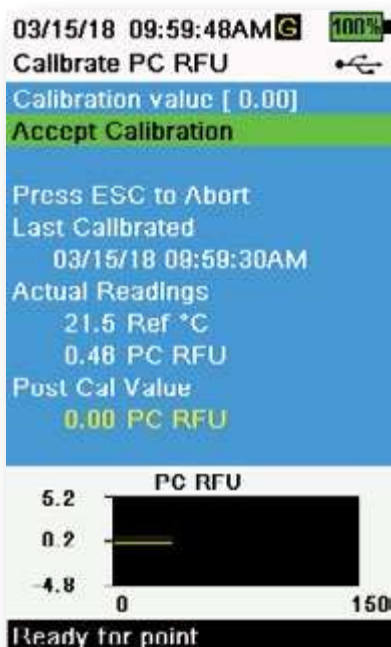 03/15/18 09:59:48AM G 100%
Calibrate PC RFU
Calibration value [ 0.00]
Accept Calibration
Press ESC to Abort
Last Calibrated
03/15/18 09:59:30AM
Actual Readings
21.5 Ref °C
0.46 PC RFU
Post Cal Value
0.00 PC RFU
PC RFU
5.2
0.2
-4.8
0 150
Ready for point